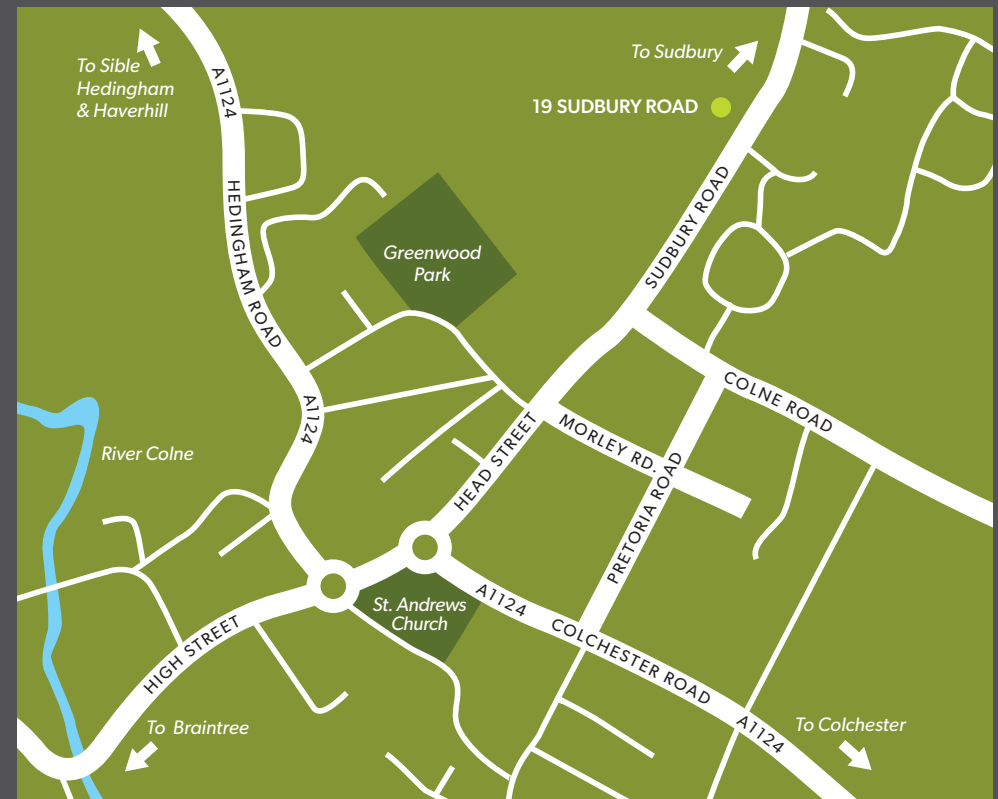 To Sible
Hedingham
& Haverhill
A1124
To Sudbury
19 SUDBURY ROAD
HEDINGHAM ROAD
SUDBURY ROAD
Greenwood
Park
COLNE ROAD
A1124
MORLEY RD.
HEAD STREET
River Colne
PRETORIA ROAD
St. Andrews
Church
A1124
COLCHESTER ROAD
HIGH STREET
To Braintree
A1124
To Colchester